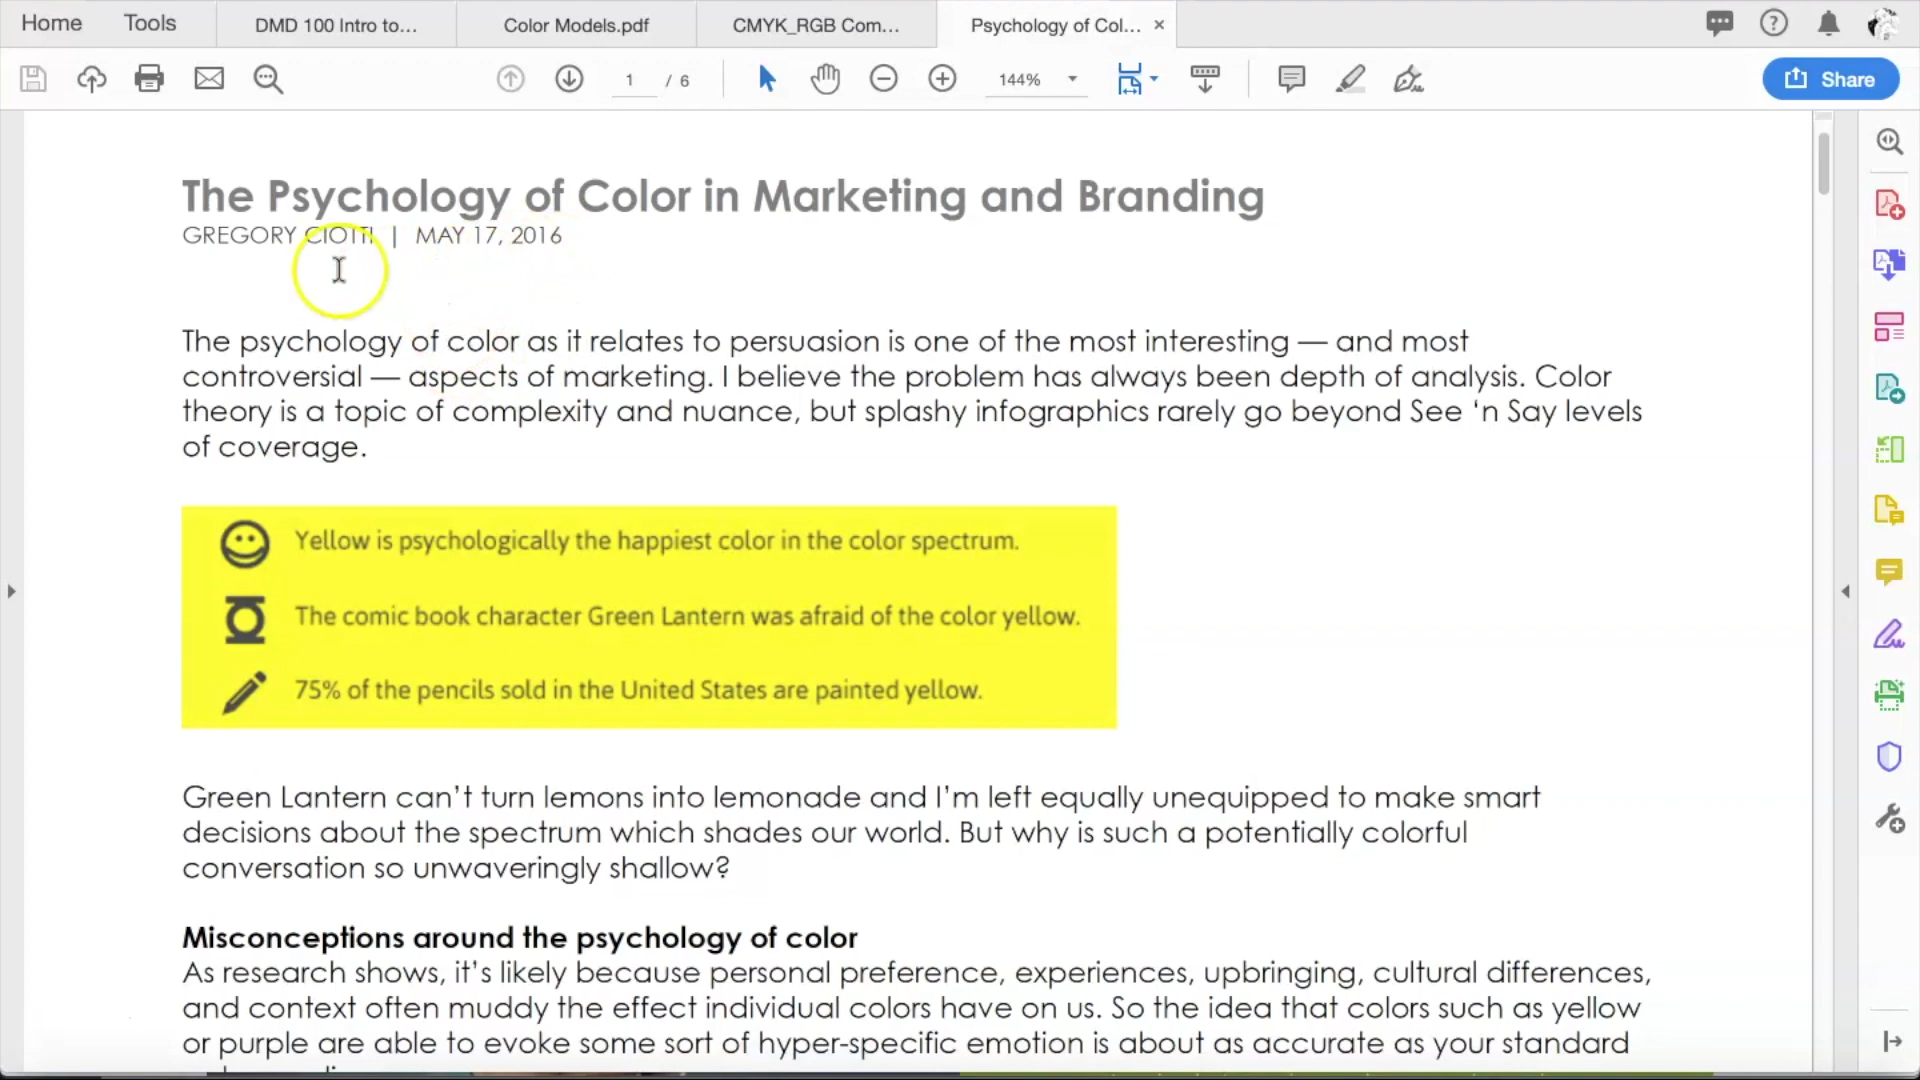 Home
Tools
DMD 100 Intro to...
Color Models.pdf
CMYK_RGB Com...
Psychology of Col...
1 / 6
144%
Share
The Psychology of Color in Marketing and Branding
GREGORY CIOTTI | MAY 17, 2016
The psychology of color as it relates to persuasion is one of the most interesting — and most
controversial — aspects of marketing. I believe the problem has always been depth of analysis. Color
theory is a topic of complexity and nuance, but splashy infographics rarely go beyond See ‘n Say levels
of coverage.
Yellow is psychologically the happiest color in the color spectrum.
The comic book character Green Lantern was afraid of the color yellow.
75% of the pencils sold in the United States are painted yellow.
Green Lantern can’t turn lemons into lemonade and I’m left equally unequipped to make smart
decisions about the spectrum which shades our world. But why is such a potentially colorful
conversation so unwaveringly shallow?
Misconceptions around the psychology of color
As research shows, it’s likely because personal preference, experiences, upbringing, cultural differences,
and context often muddy the effect individual colors have on us. So the idea that colors such as yellow
or purple are able to evoke some sort of hyper-specific emotion is about as accurate as your standard